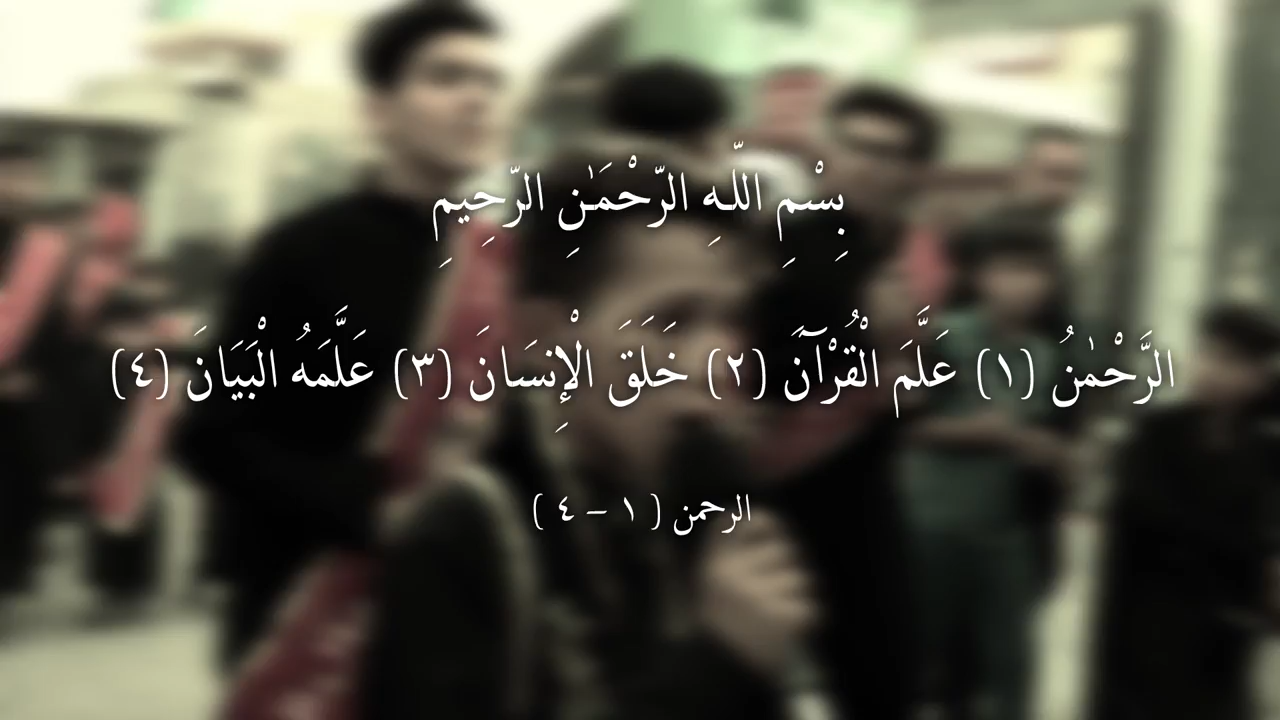 بِسْمِ اللَّـهِ الرَّحْمَـٰنِ الرَّحِيمِ
الرَّحْمٰنُ (١) عَلَّمَ الْقُرْآنَ (٢) خَلَقَ الْإِنسَانَ (٣) عَلَّمَهُ الْبَيَانَ (٤)
الرحمن ( ١ – ٤ )